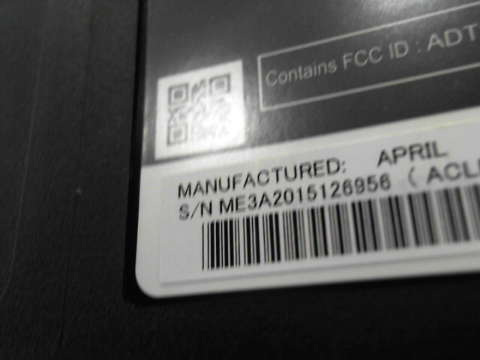 Contains FCC ID : ADT
MANUFACTURED: APRIL
S/N ME3A2015126956 (ACL